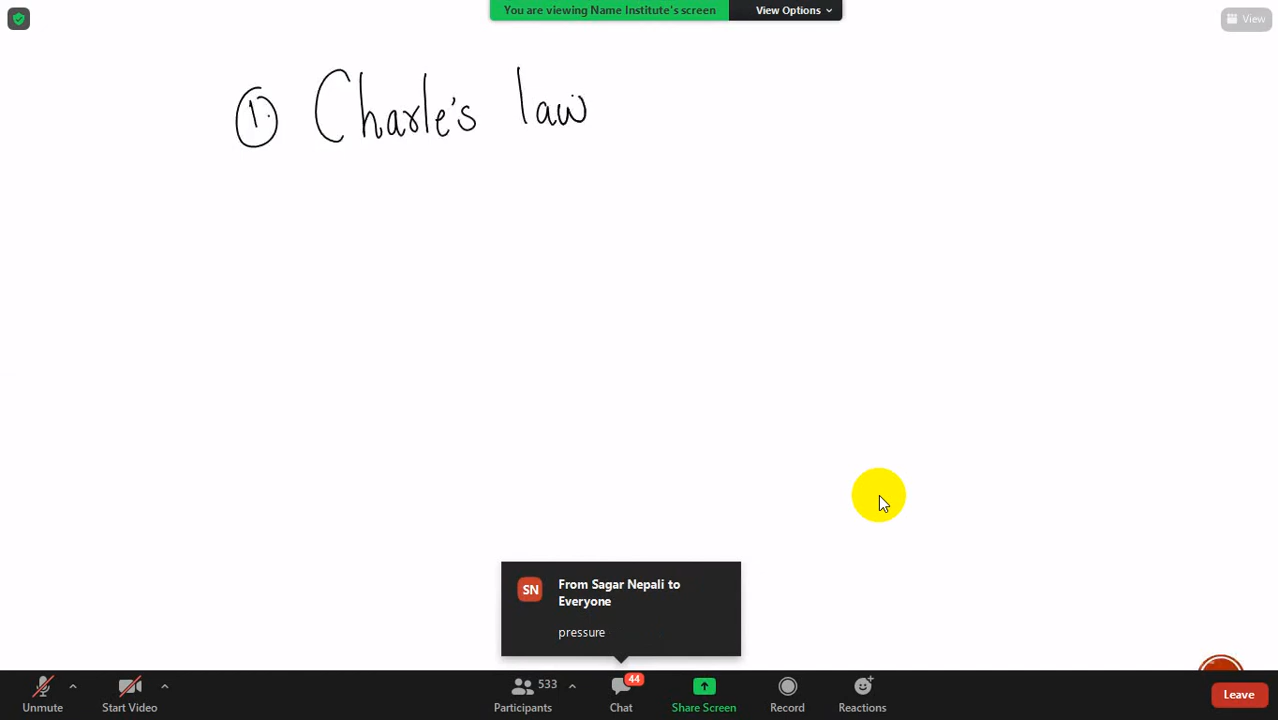 You are viewing Name Institute's screen
View Options
View
1. Charle's law
SN
From Sagar Nepali to
Everyone
pressure
Unmute
Start Video
533
Participants
44
Chat
Share Screen
Record
Reactions
Leave